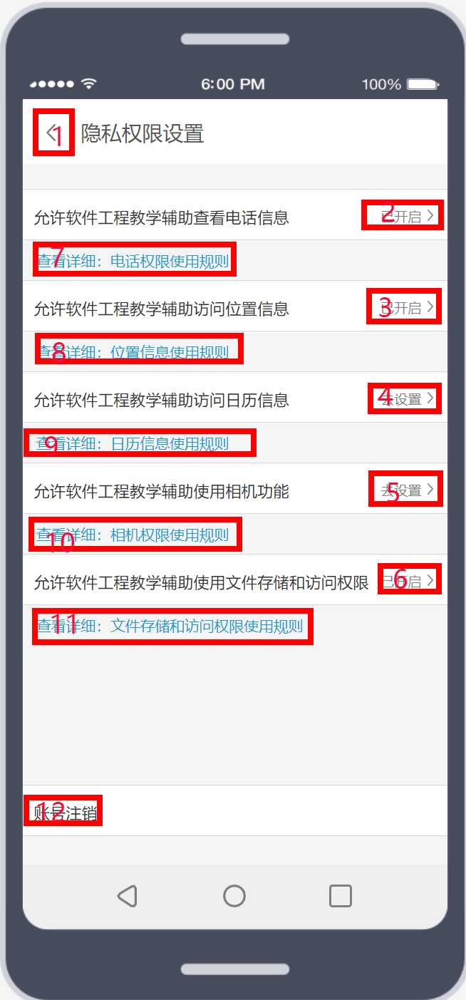 6:00 PM 100%
1 隐私权限设置
允许软件工程教学辅助查看电话信息 2 已开启
7 查看详细：电话权限使用规则
允许软件工程教学辅助访问位置信息 3 已开启
8 查看详细：位置信息使用规则
允许软件工程教学辅助访问日历信息 4 去设置
9 查看详细：日历信息使用规则
允许软件工程教学辅助使用相机功能 5 去设置
10 查看详细：相机权限使用规则
允许软件工程教学辅助使用文件存储和访问权限 6 已开启
11 查看详细：文件存储和访问权限使用规则
12 账号注销